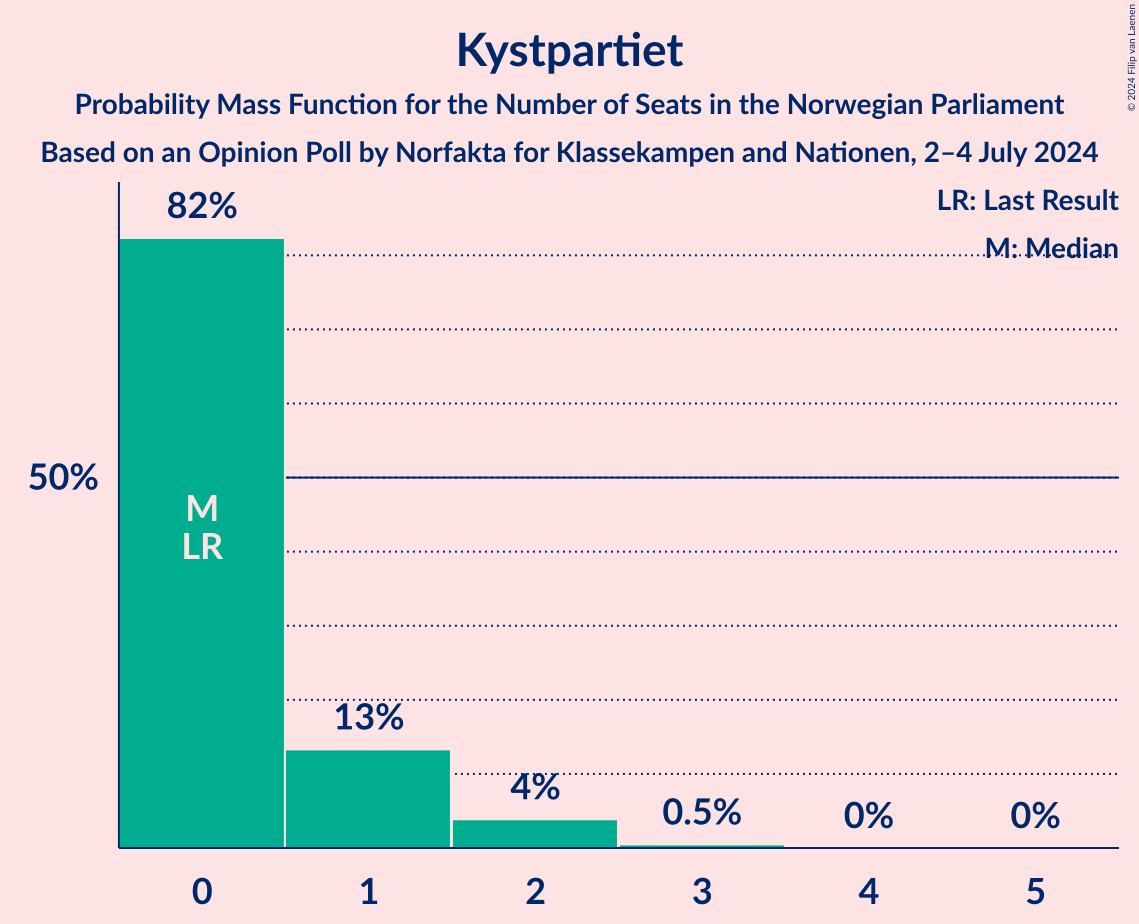 Kystpartiet
Probability Mass Function for the Number of Seats in the Norwegian Parliament
Based on an Opinion Poll by Norfakta for Klassekampen and Nationen, 2–4 July 2024
© 2024 Filip van Laenen
LR: Last Result
M: Median
82%
50%
M
LR
13%
4%
0.5%
0%
0%
0
1
2
3
4
5